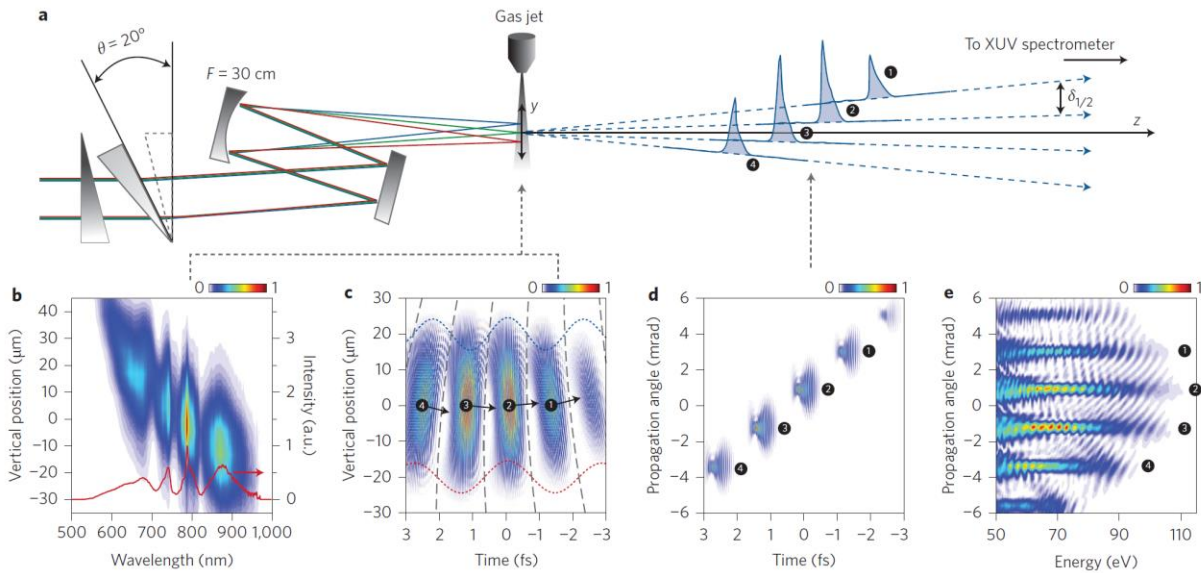 a
Gas jet
θ = 20°
F = 30 cm
y
To XUV spectrometer
δ1/2
z
1
2
3
4
b
0 1
Vertical position (μm)
40
30
20
10
0
−10
−20
−30
3
2
1
0
Intensity (a.u.)
500 600 700 800 900 1,000
Wavelength (nm)
c
0 1
Vertical position (μm)
30
20
10
0
−10
−20
−30
4 3 2 1
3 2 1 0 −1 −2 −3
Time (fs)
d
0 1
Propagation angle (mrad)
6
4
2
0
−2
−4
−6
1
2
3
4
3 2 1 0 −1 −2 −3
Time (fs)
e
0 1
Propagation angle (mrad)
6
4
2
0
−2
−4
−6
1
2
3
4
50 70 90 110
Energy (eV)